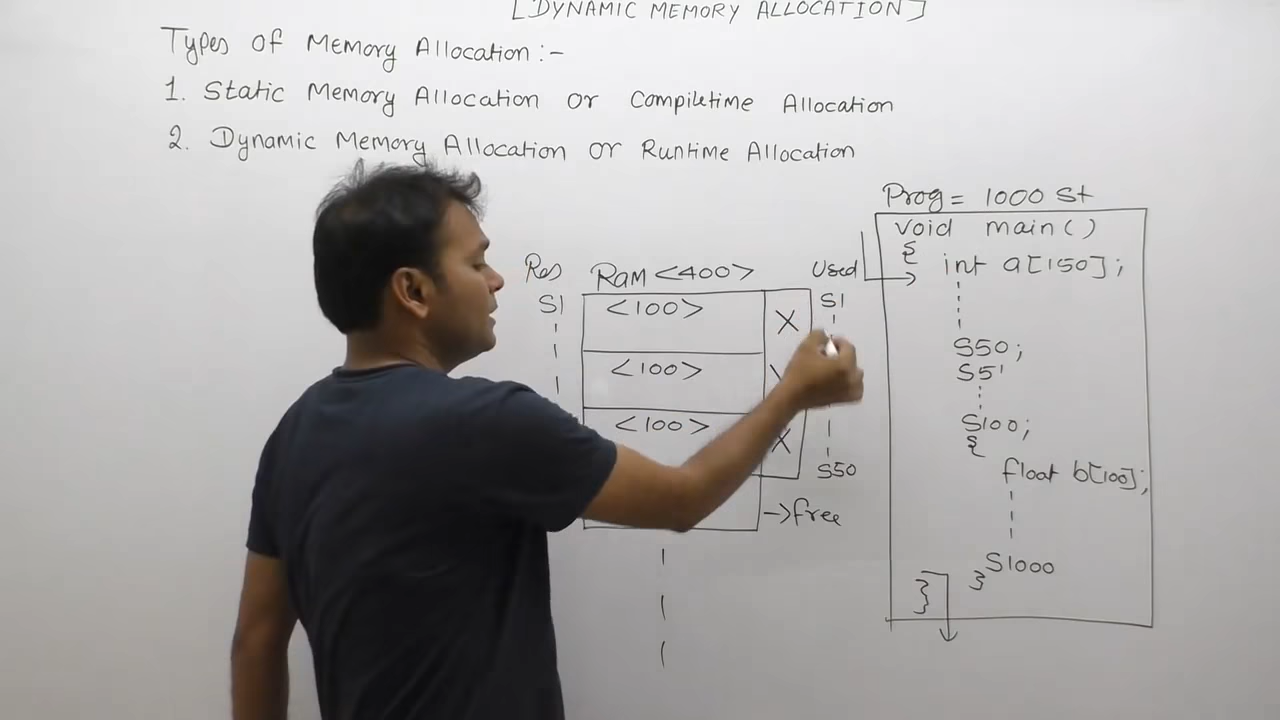 [DYNAMIC MEMORY ALLOCATION]
Types of Memory Allocation :-
1. Static Memory Allocation or Compiletime Allocation
2. Dynamic Memory Allocation or Runtime Allocation
Res Ram <400> Used
S1 <100> X S1
<100>
<100> X
S50
→free
Prog = 1000 St
void main()
{ int a[150];
S50;
S51
S100;
{
float b[100];
S1000
}
}